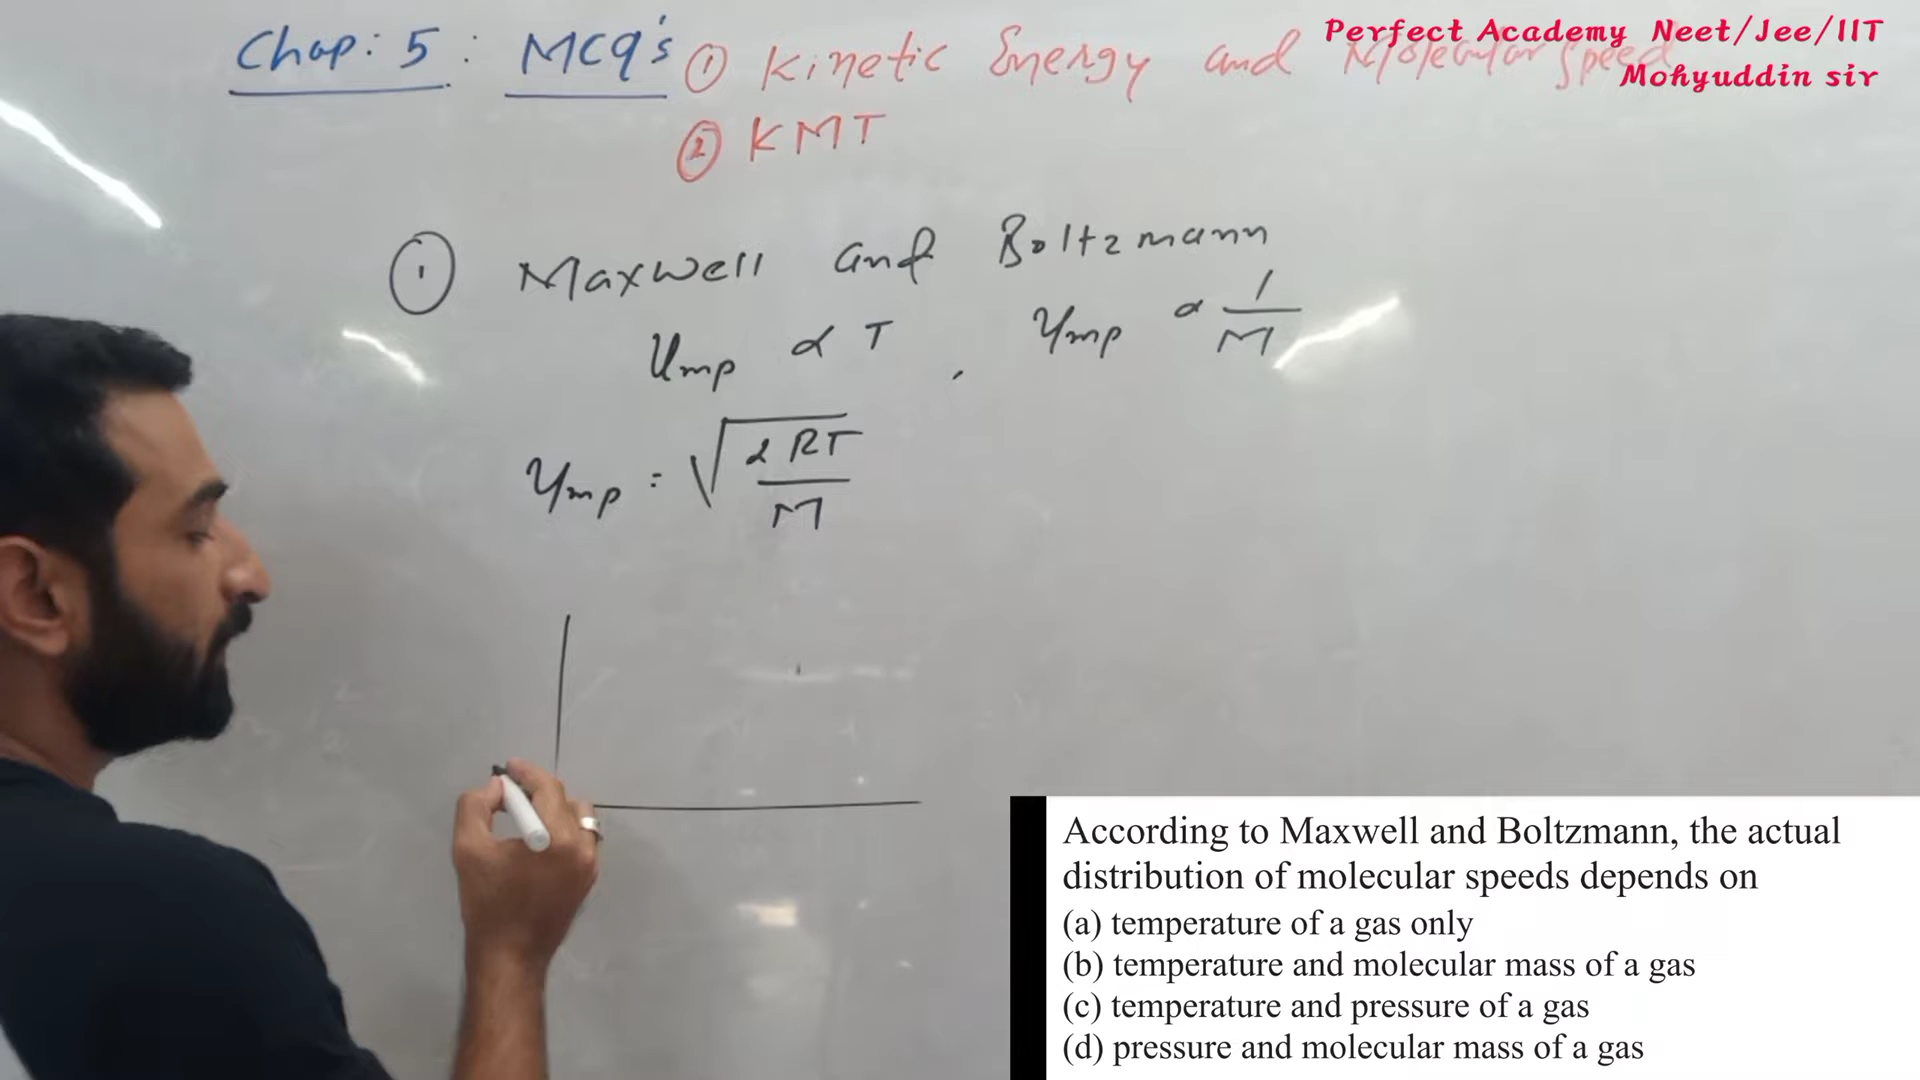 Chap: 5 : MCQ's ① Kinetic Energy and Molecular Speed
Perfect Academy Neet/Jee/IIT
Mohyuddin sir
② KMT
① Maxwell and Boltzmann
Ump ∝ T , Ump ∝ 1/M
Ump = √(2RT/M)
According to Maxwell and Boltzmann, the actual
distribution of molecular speeds depends on
(a) temperature of a gas only
(b) temperature and molecular mass of a gas
(c) temperature and pressure of a gas
(d) pressure and molecular mass of a gas